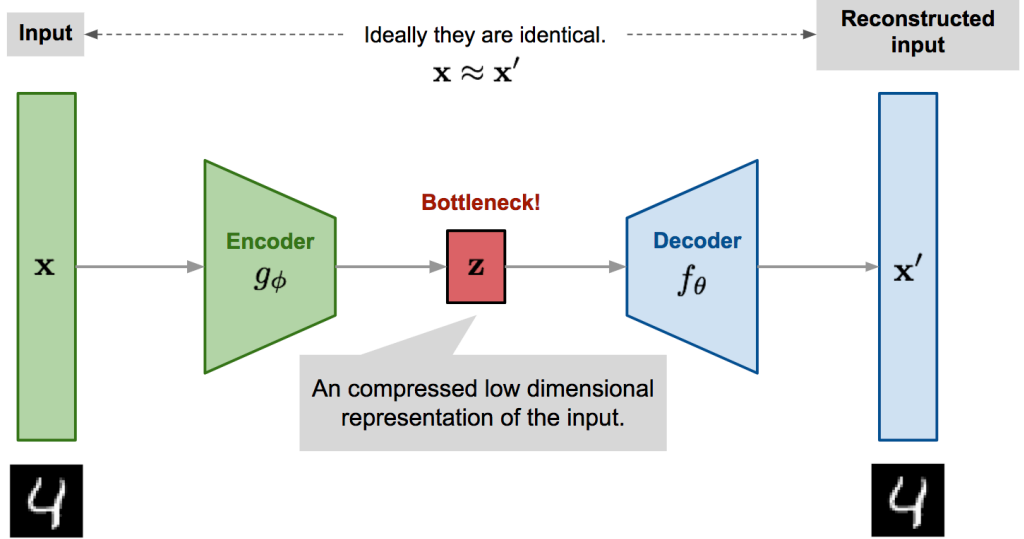 Input
Ideally they are identical.
x ≈ x′
Reconstructed
input
Bottleneck!
x
Encoder
gϕ
z
Decoder
fθ
x′
An compressed low dimensional
representation of the input.
4
4